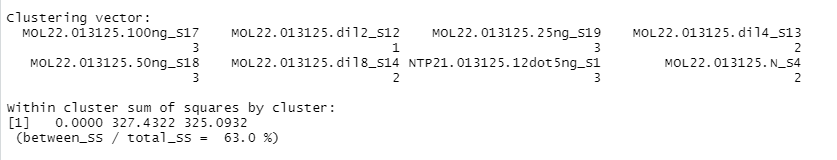 Clustering vector:
MOL22.013125.100ng_S17 MOL22.013125.dil2_S12 MOL22.013125.25ng_S19 MOL22.013125.dil4_S13
3 1 3 2
MOL22.013125.50ng_S18 MOL22.013125.dil8_S14 NTP21.013125.12dot5ng_S1 MOL22.013125.N_S4
3 2 3 2
Within cluster sum of squares by cluster:
[1] 0.0000 327.4322 325.0932
(between_SS / total_SS = 63.0 %)